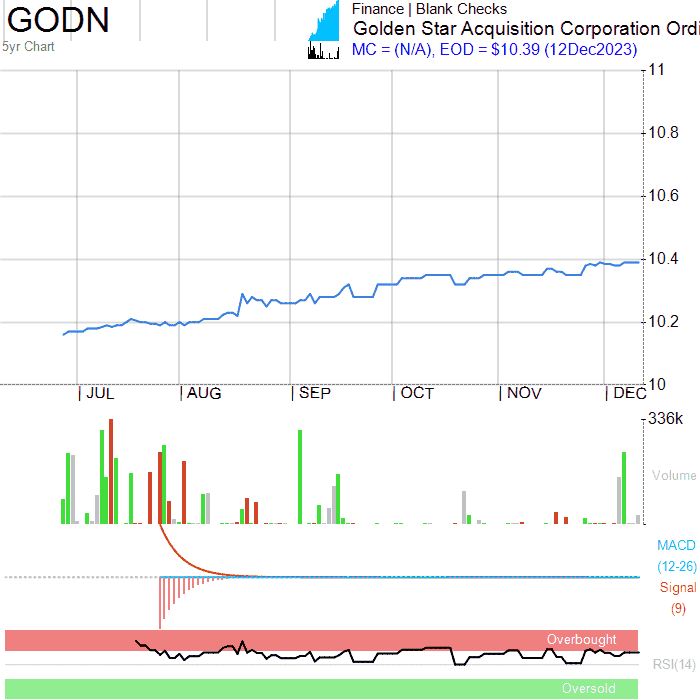 GODN
5yr Chart
Finance | Blank Checks
Golden Star Acquisition Corporation Ordi
MC = (N/A), EOD = $10.39 (12Dec2023)
11
10.8
10.6
10.4
10.2
10
| JUL | AUG | SEP | OCT | NOV | DEC
336k
Volume
MACD
(12-26)
Signal
(9)
Overbought
RSI(14)
Oversold